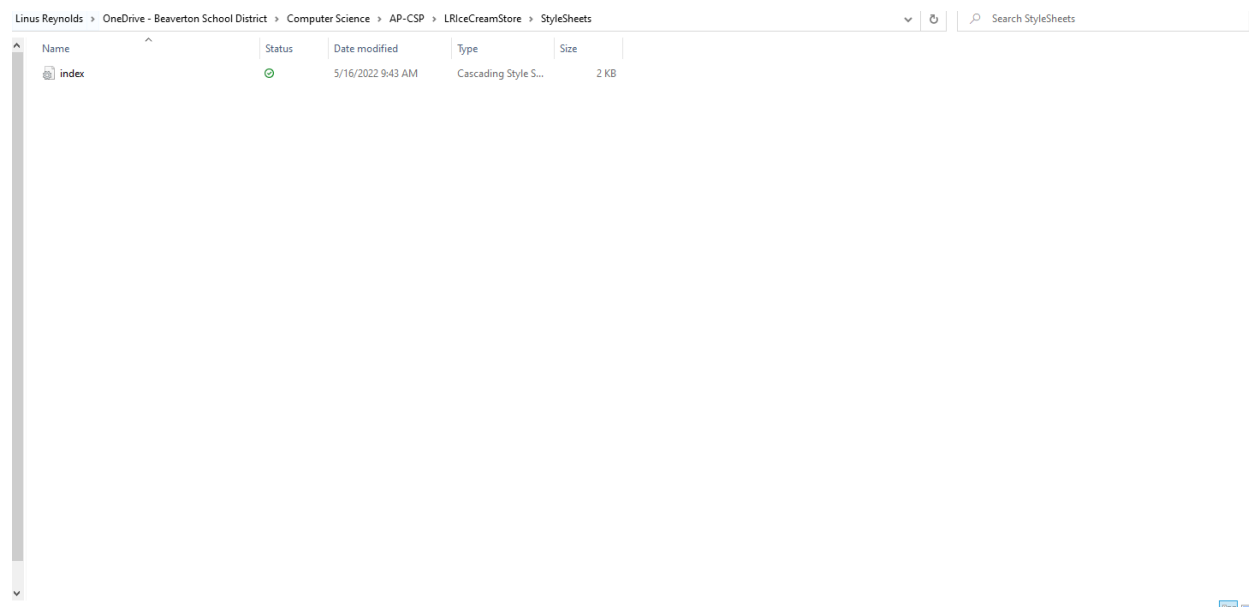 Linus Reynolds › OneDrive - Beaverton School District › Computer Science › AP-CSP › LRIceCreamStore › StyleSheets Search StyleSheets
Name Status Date modified Type Size
index 5/16/2022 9:43 AM Cascading Style S... 2 KB